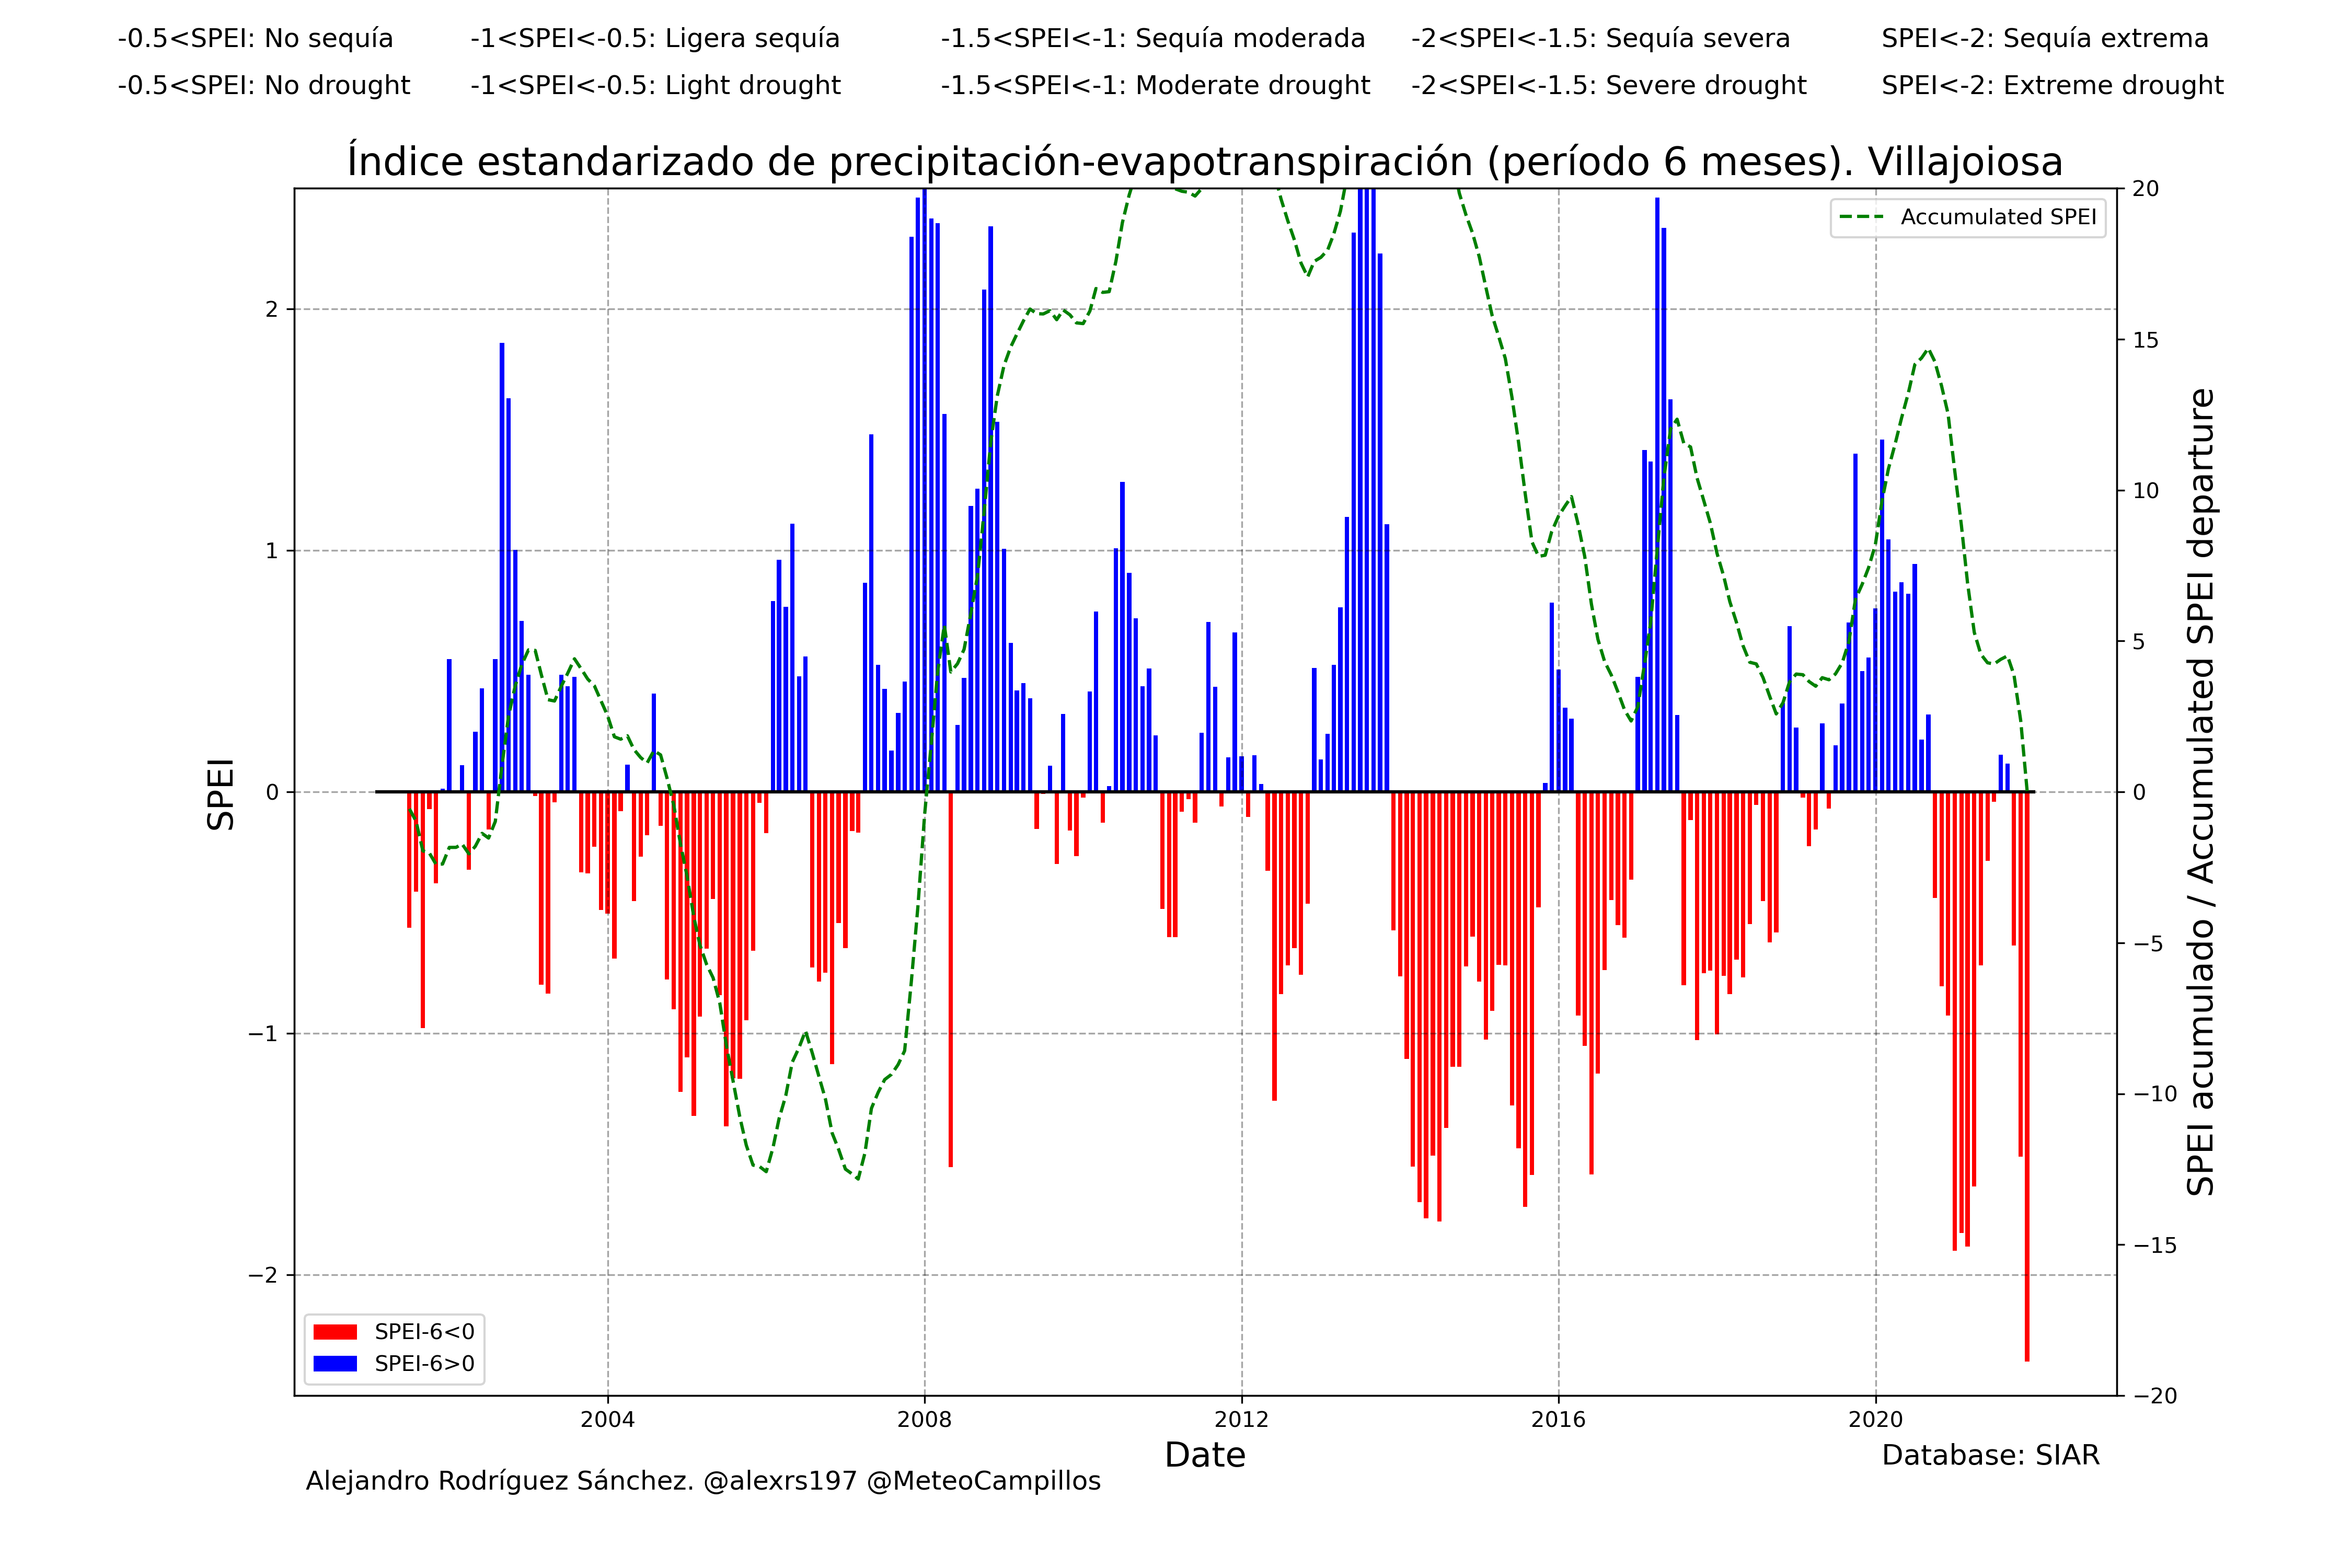 -0.5<SPEI: No sequía -1<SPEI<-0.5: Ligera sequía -1.5<SPEI<-1: Sequía moderada -2<SPEI<-1.5: Sequía severa SPEI<-2: Sequía extrema
-0.5<SPEI: No drought -1<SPEI<-0.5: Light drought -1.5<SPEI<-1: Moderate drought -2<SPEI<-1.5: Severe drought SPEI<-2: Extreme drought
Índice estandarizado de precipitación-evapotranspiración (período 6 meses). Villajoiosa
Accumulated SPEI
SPEI
2
1
0
−1
−2
20
15
10
5
0
−5
−10
−15
−20
SPEI acumulado / Accumulated SPEI departure
SPEI-6<0
SPEI-6>0
2004 2008 2012 2016 2020
Date
Database: SIAR
Alejandro Rodríguez Sánchez. @alexrs197 @MeteoCampillos